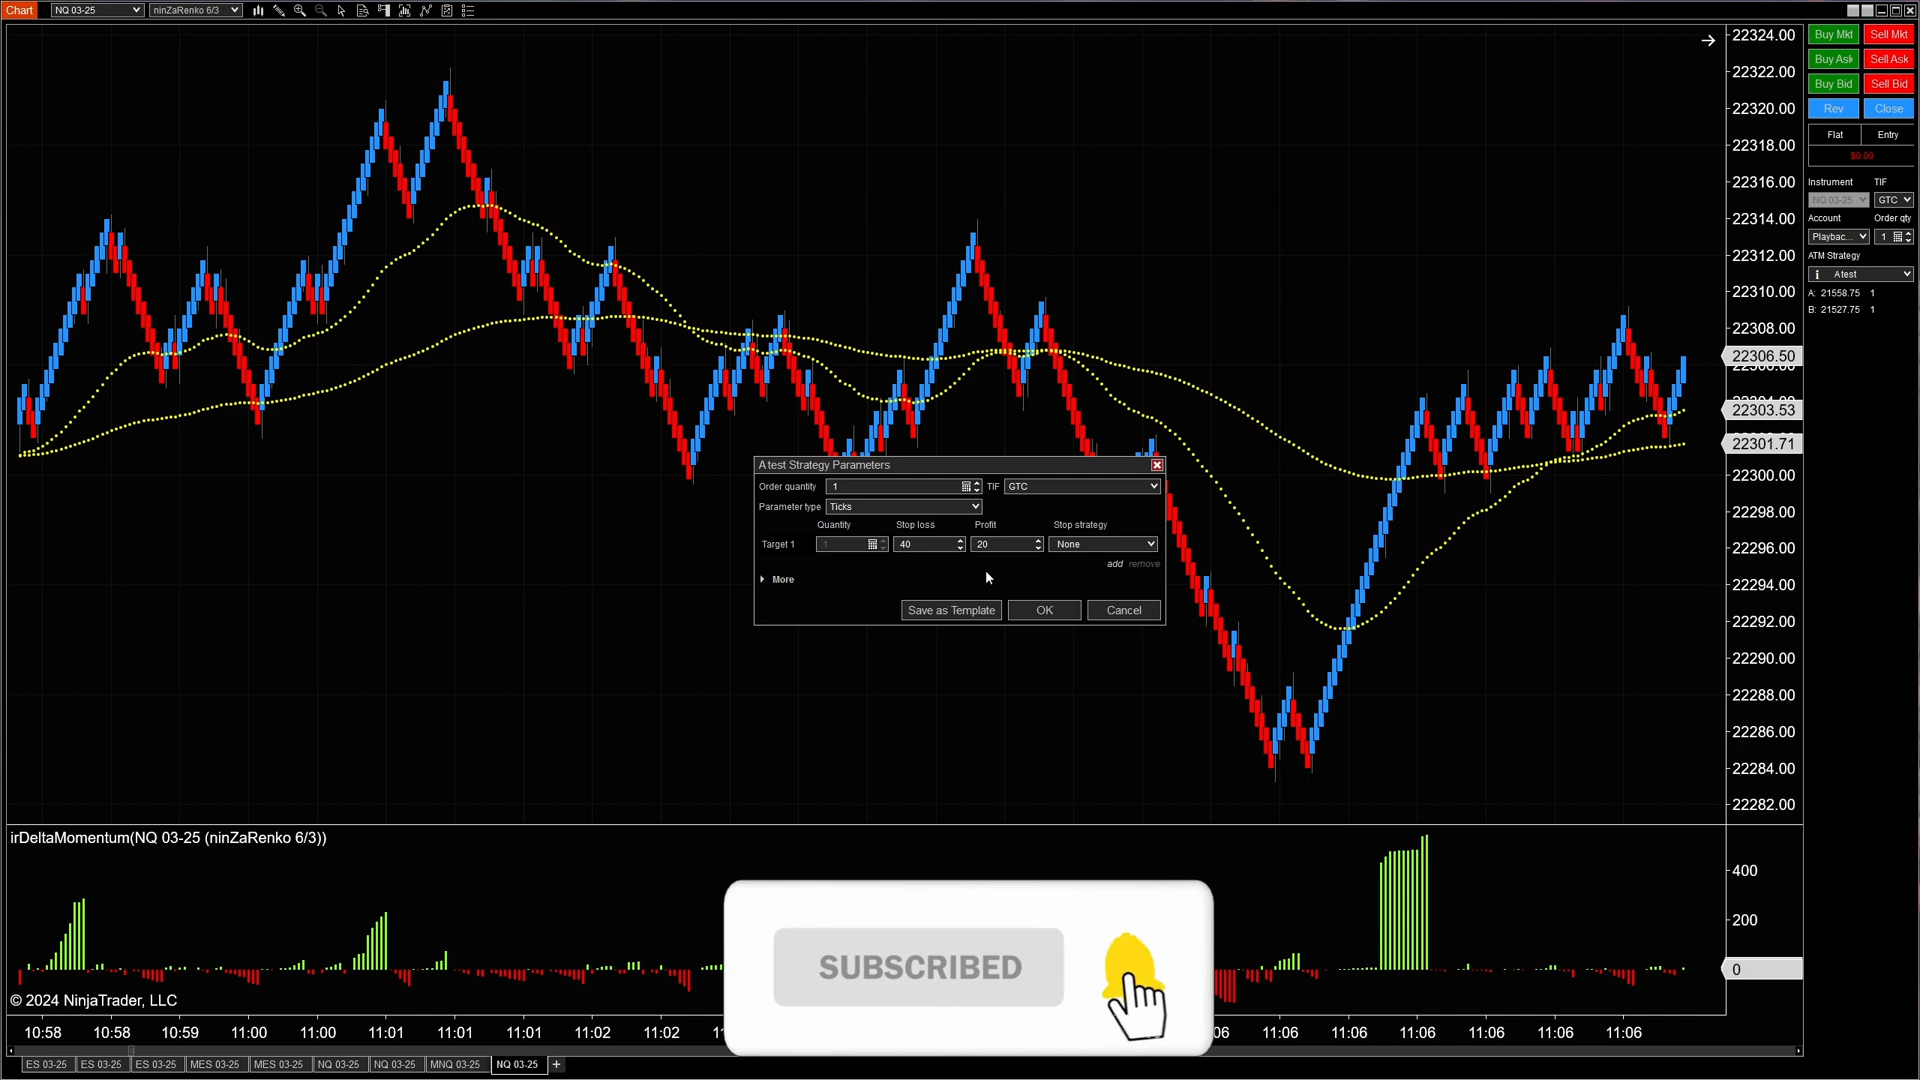 Chart NQ 03-25 ninZaRenko 6/3
22324.00
22322.00
22320.00
22318.00
22316.00
22314.00
22312.00
22310.00
22308.00
22306.50
22303.53
22301.71
22300.00
22298.00
22296.00
22294.00
22292.00
22290.00
22288.00
22286.00
22284.00
22282.00
Buy Mkt Sell Mkt
Buy Ask Sell Ask
Buy Bid Sell Bid
Rev Close
Flat Entry
$0.00
Instrument TIF
NQ 03-25 GTC
Account Order qty
Playbac... 1
ATM Strategy
i Atest
A: 21558.75 1
B: 21527.75 1
Atest Strategy Parameters
Order quantity 1 TIF GTC
Parameter type Ticks
Quantity Stop loss Profit Stop strategy
Target 1 1 40 20 None
add remove
More
Save as Template OK Cancel
irDeltaMomentum(NQ 03-25 (ninZaRenko 6/3))
400
200
0
SUBSCRIBED
© 2024 NinjaTrader, LLC
10:58 10:58 10:59 11:00 11:00 11:01 11:01 11:01 11:02 11:02 11:06 11:06 11:06 11:06 11:06 11:06
ES 03-25 ES 03-25 ES 03-25 MES 03-25 MES 03-25 NQ 03-25 NQ 03-25 MNQ 03-25 NQ 03-25 +